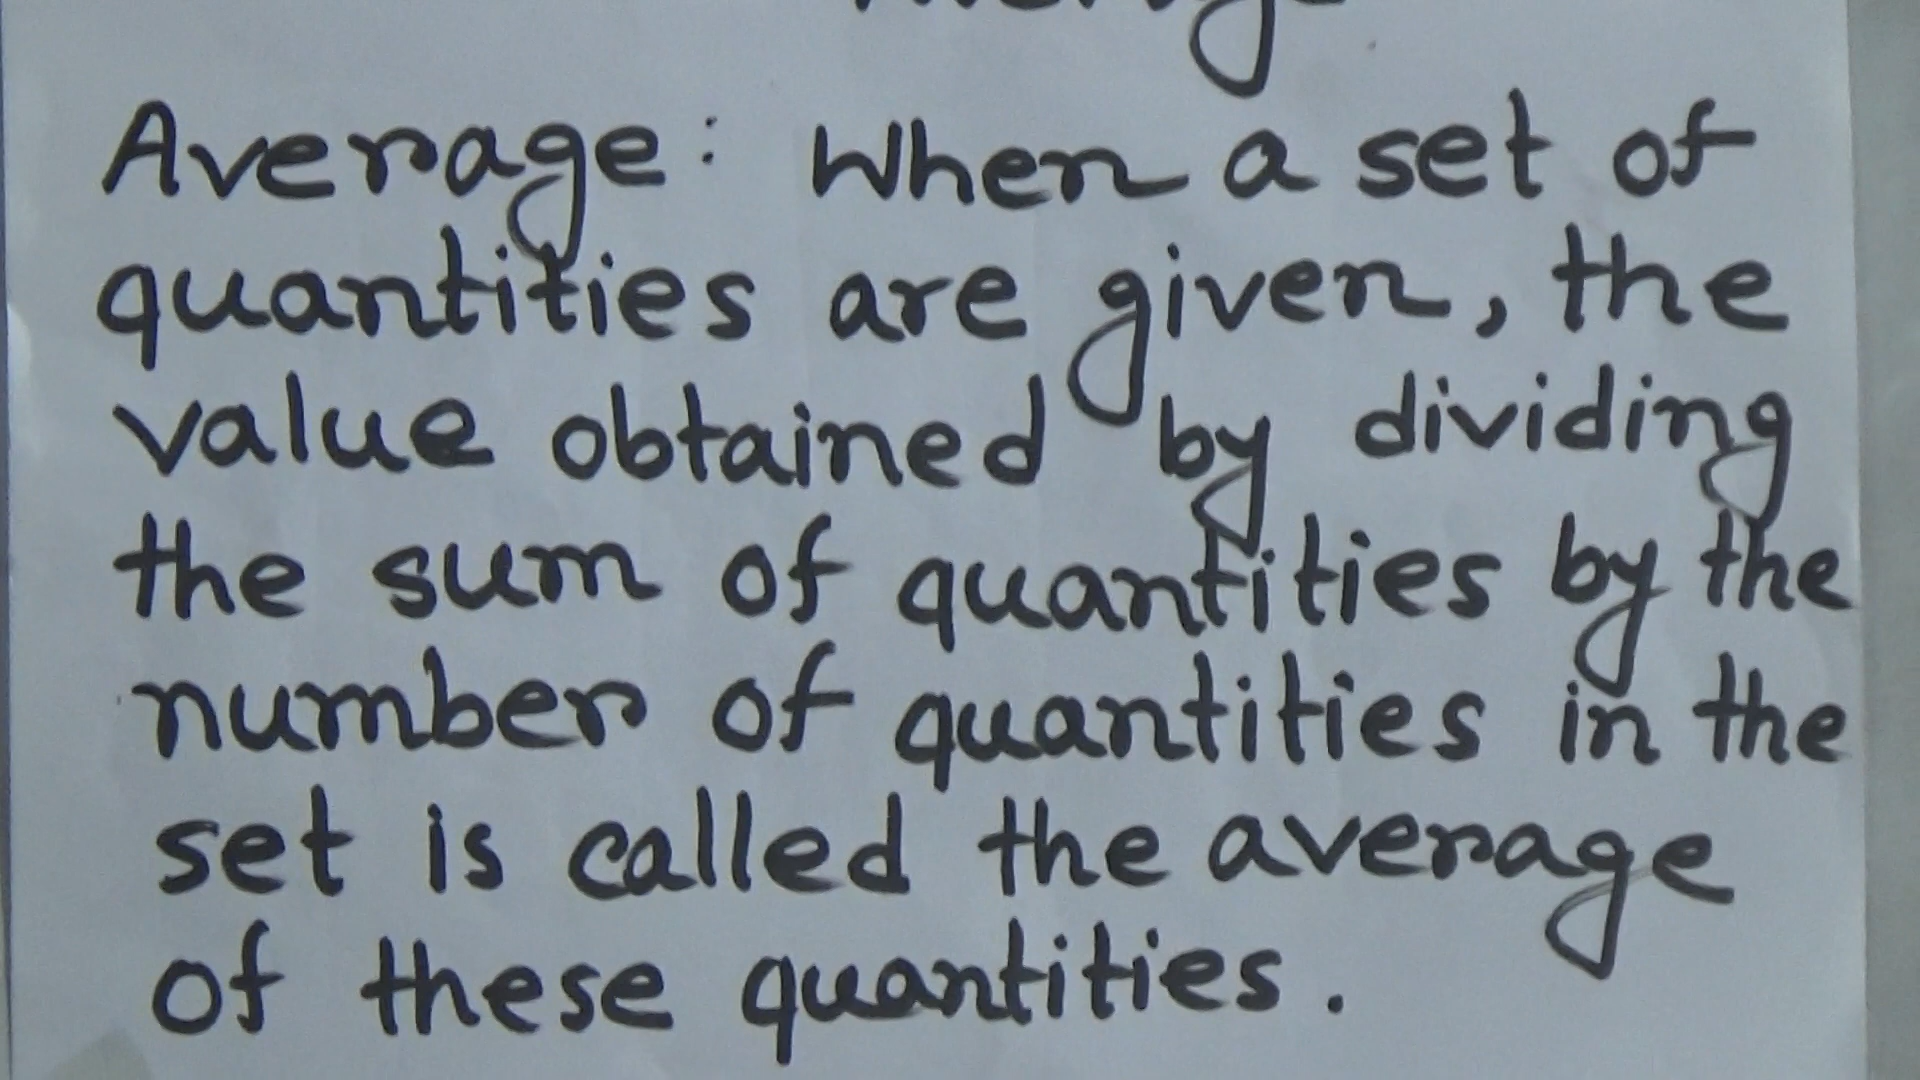 Average: When a set of
quantities are given, the
value obtained by dividing
the sum of quantities by the
number of quantities in the
set is called the average
of these quantities.